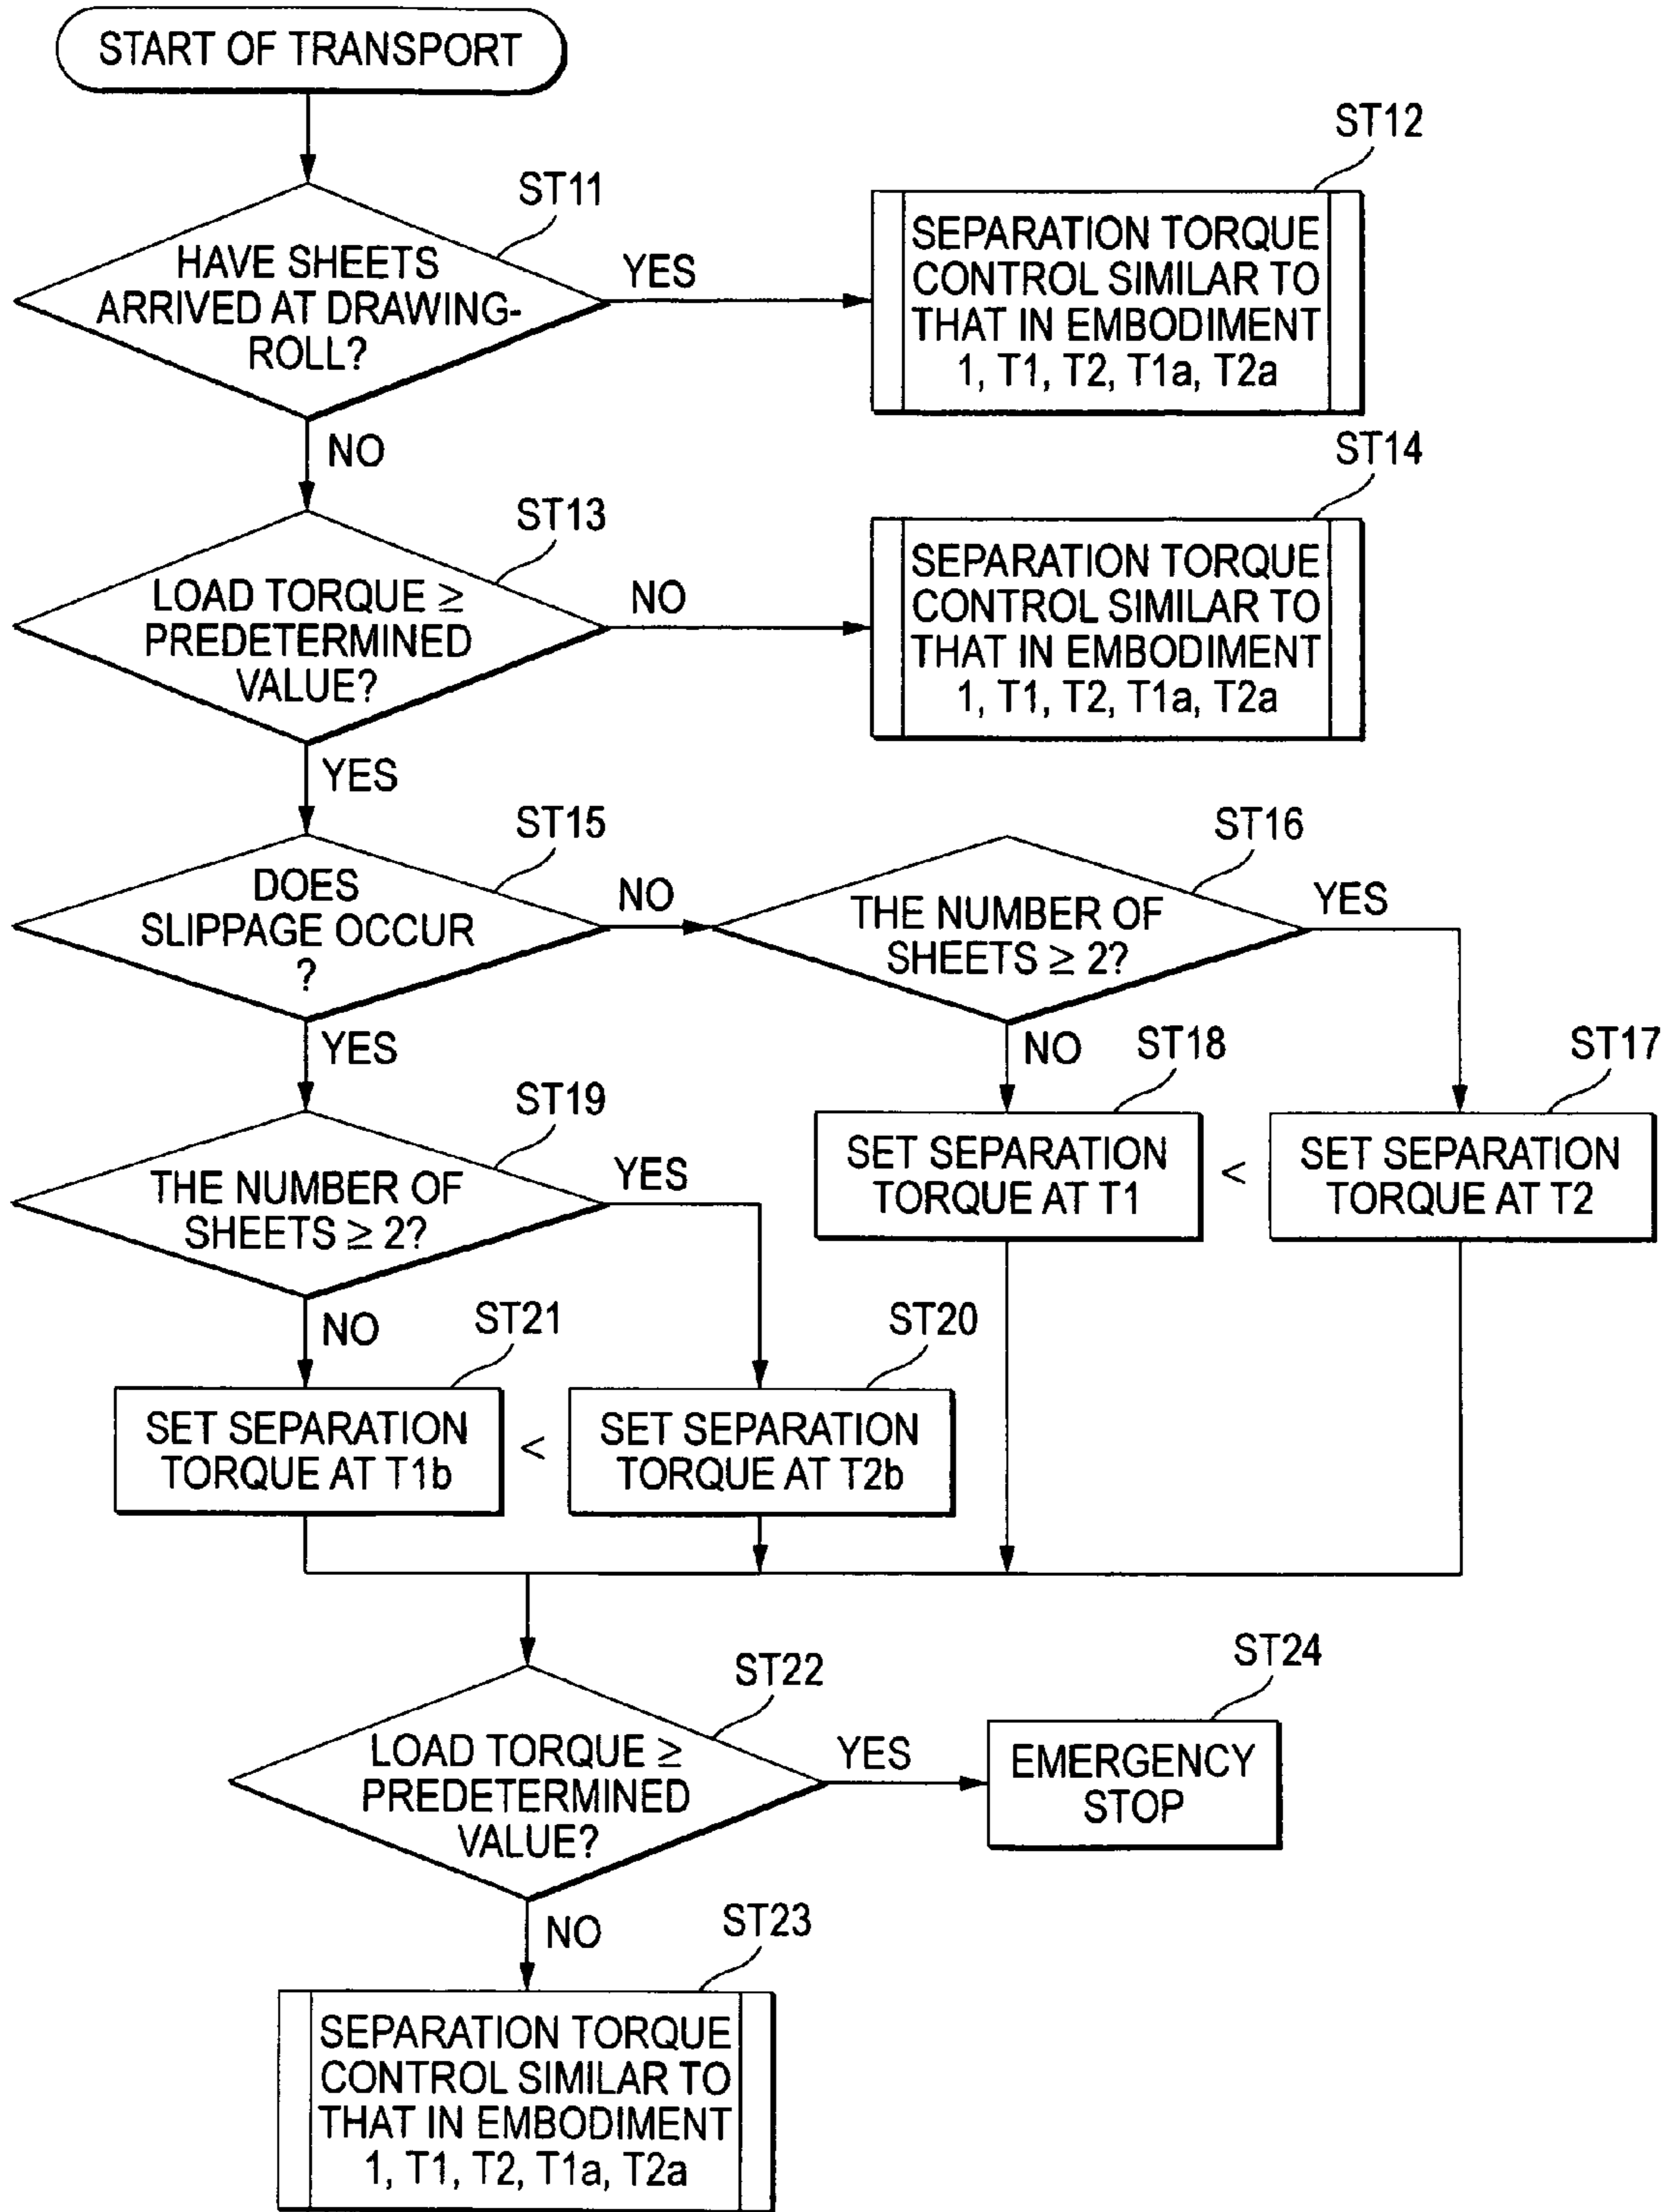 START OF TRANSPORT
ST11
HAVE SHEETS
ARRIVED AT DRAWING-
ROLL?
YES
NO
ST12
SEPARATION TORQUE
CONTROL SIMILAR TO
THAT IN EMBODIMENT
1, T1, T2, T1a, T2a
ST13
LOAD TORQUE ≥
PREDETERMINED
VALUE?
NO
YES
ST14
SEPARATION TORQUE
CONTROL SIMILAR TO
THAT IN EMBODIMENT
1, T1, T2, T1a, T2a
ST15
DOES
SLIPPAGE OCCUR
?
NO
YES
ST16
THE NUMBER OF
SHEETS ≥ 2?
YES
NO
ST18
SET SEPARATION
TORQUE AT T1
<
ST17
SET SEPARATION
TORQUE AT T2
ST19
THE NUMBER OF
SHEETS ≥ 2?
YES
NO
ST21
SET SEPARATION
TORQUE AT T1b
<
ST20
SET SEPARATION
TORQUE AT T2b
ST22
LOAD TORQUE ≥
PREDETERMINED
VALUE?
YES
NO
ST24
EMERGENCY
STOP
ST23
SEPARATION TORQUE
CONTROL SIMILAR TO
THAT IN EMBODIMENT
1, T1, T2, T1a, T2a